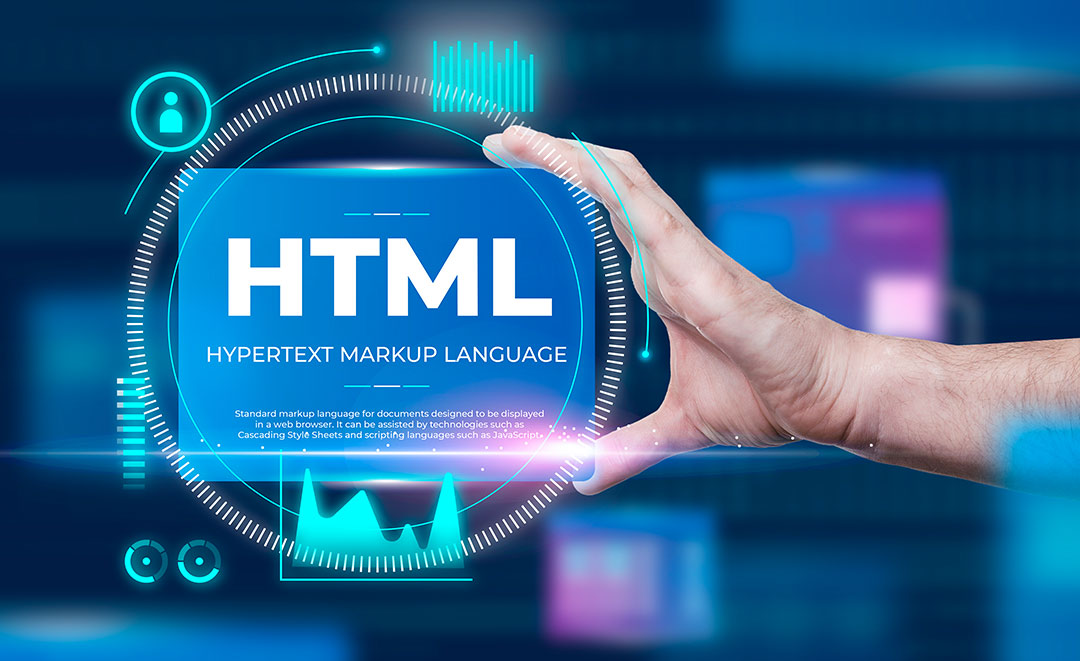 HTML
HYPERTEXT MARKUP LANGUAGE
Standard markup language for documents designed to be displayed
in a web browser. It can be assisted by technologies such as
Cascading Style Sheets and scripting languages such as JavaScript.